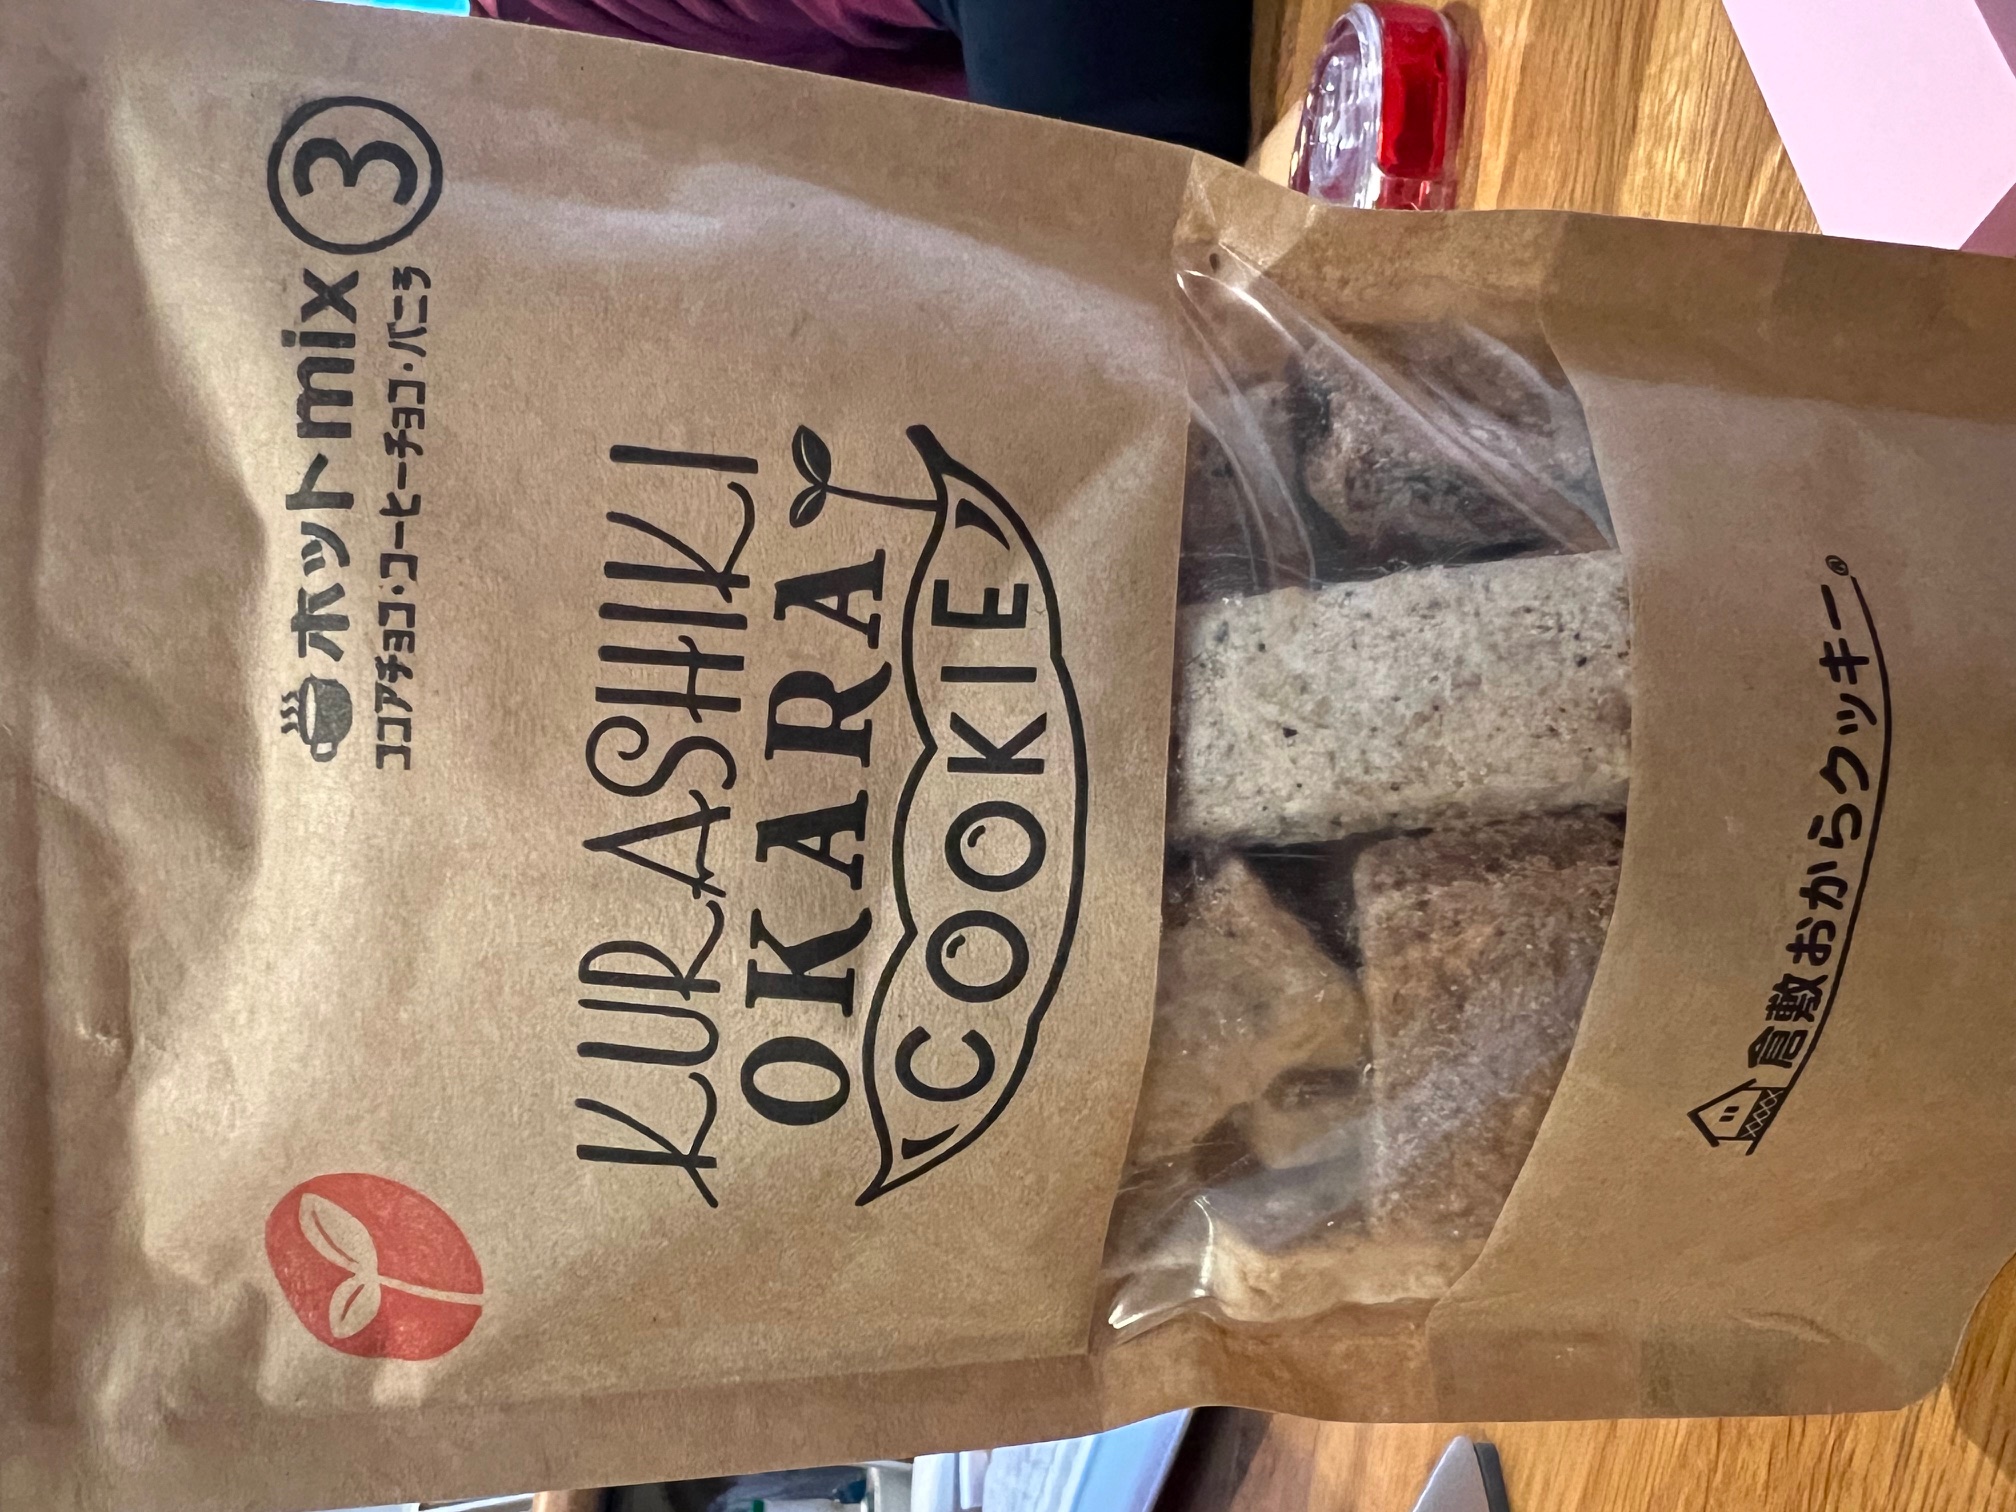 ホットmix③
ココアチョコ・コーヒーチョコ・バニラ
KURASHIKI
OKARA
COOKIE
倉敷おからクッキー®